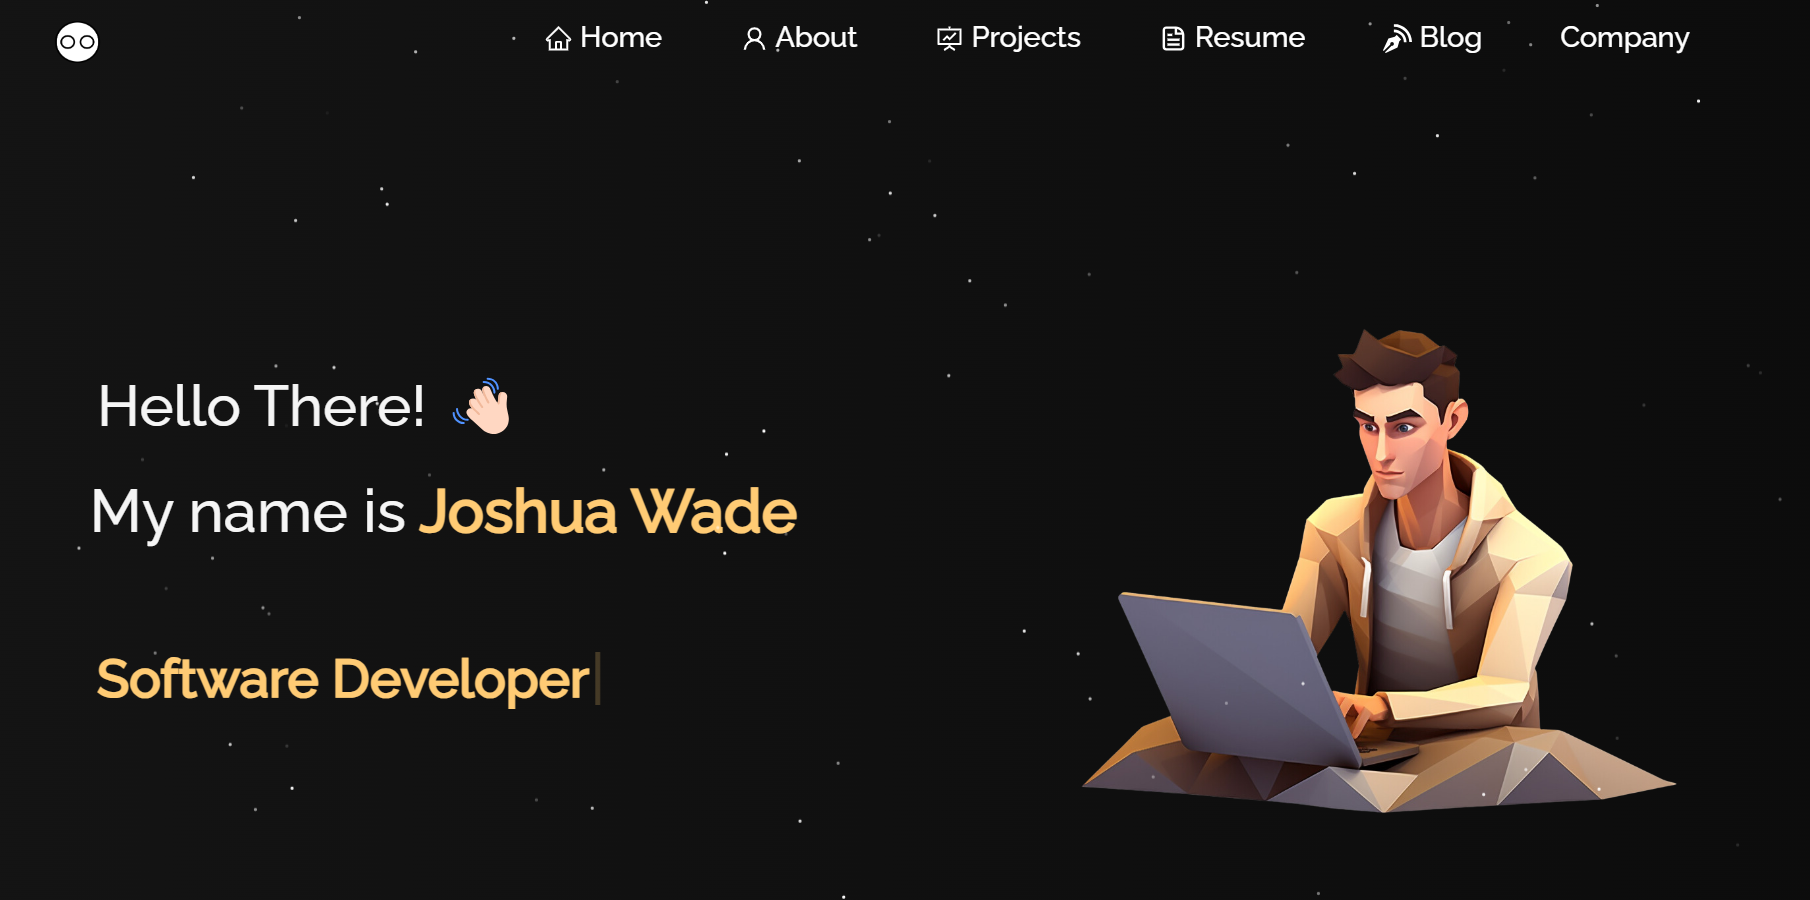 Home About Projects Resume Blog Company
Hello There!
My name is Joshua Wade
Software Developer